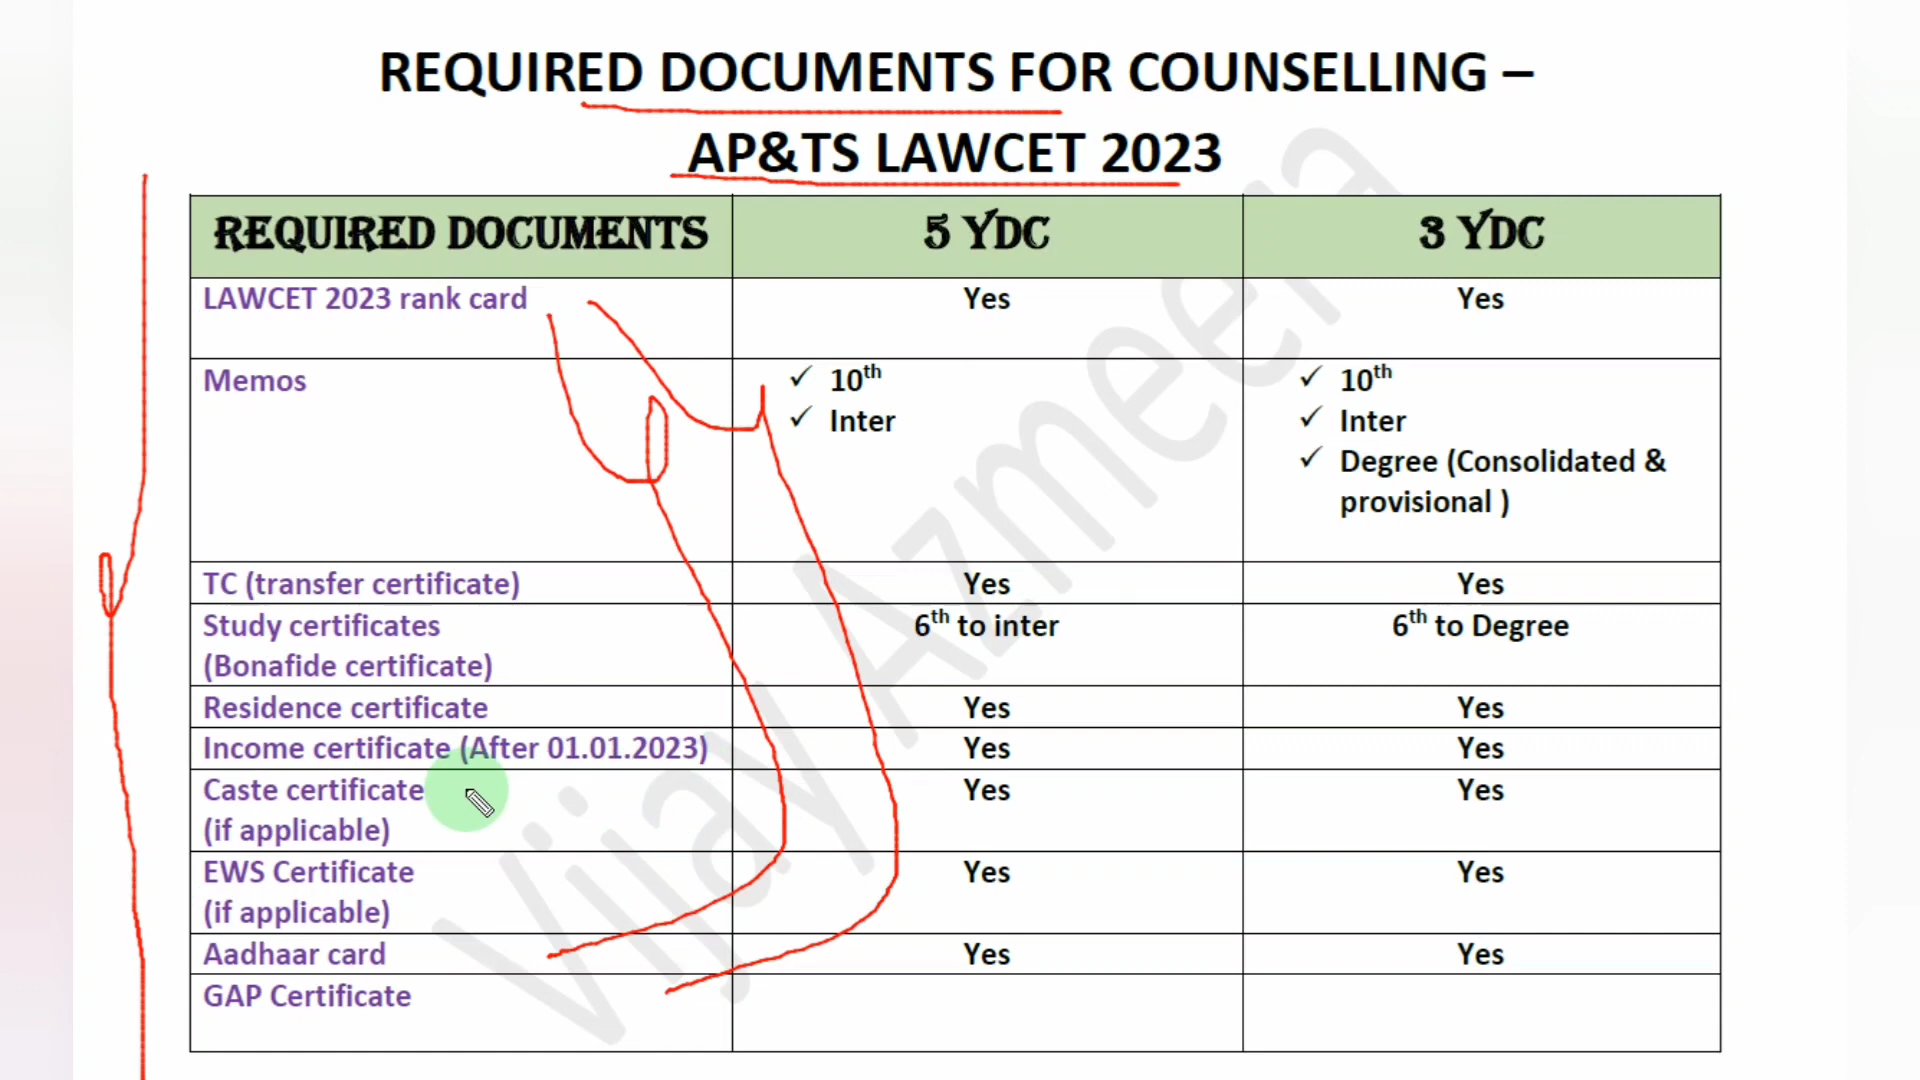 REQUIRED DOCUMENTS FOR COUNSELLING –
AP&TS LAWCET 2023
REQUIRED DOCUMENTS 5 YDC 3 YDC
LAWCET 2023 rank card Yes Yes
Memos ✓ 10th ✓ 10th
✓ Inter ✓ Inter
✓ Degree (Consolidated &
provisional )
TC (transfer certificate) Yes Yes
Study certificates 6th to inter 6th to Degree
(Bonafide certificate)
Residence certificate Yes Yes
Income certificate (After 01.01.2023) Yes Yes
Caste certificate Yes Yes
(if applicable)
EWS Certificate Yes Yes
(if applicable)
Aadhaar card Yes Yes
GAP Certificate
Vijay Azmeera